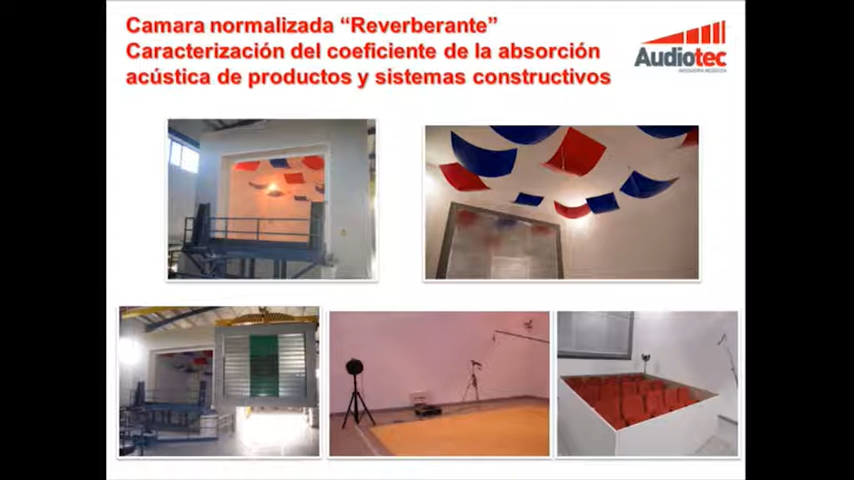 Camara normalizada “Reverberante”
Caracterización del coeficiente de la absorción
acústica de productos y sistemas constructivos
Audiotec